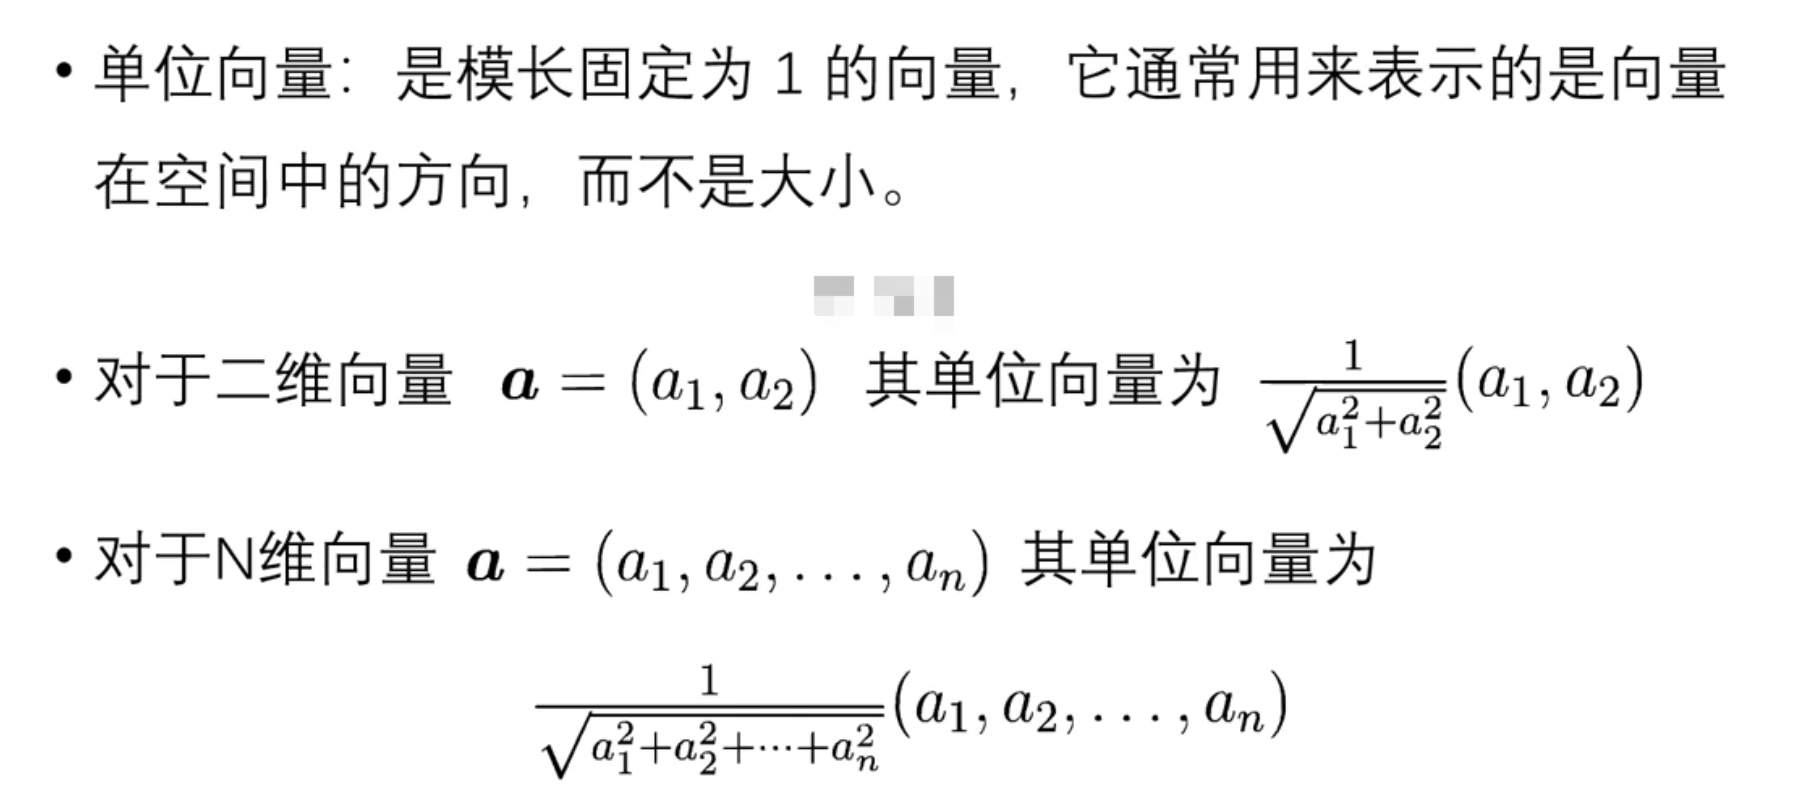 • 单位向量：是模长固定为 1 的向量，它通常用来表示的是向量
在空间中的方向，而不是大小。
• 对于二维向量 $\boldsymbol{a} = (a_1, a_2)$ 其单位向量为 $\frac{1}{\sqrt{a_1^2+a_2^2}}(a_1, a_2)$
• 对于N维向量 $\boldsymbol{a} = (a_1, a_2, \ldots, a_n)$ 其单位向量为
$\frac{1}{\sqrt{a_1^2+a_2^2+\cdots+a_n^2}}(a_1, a_2, \ldots, a_n)$